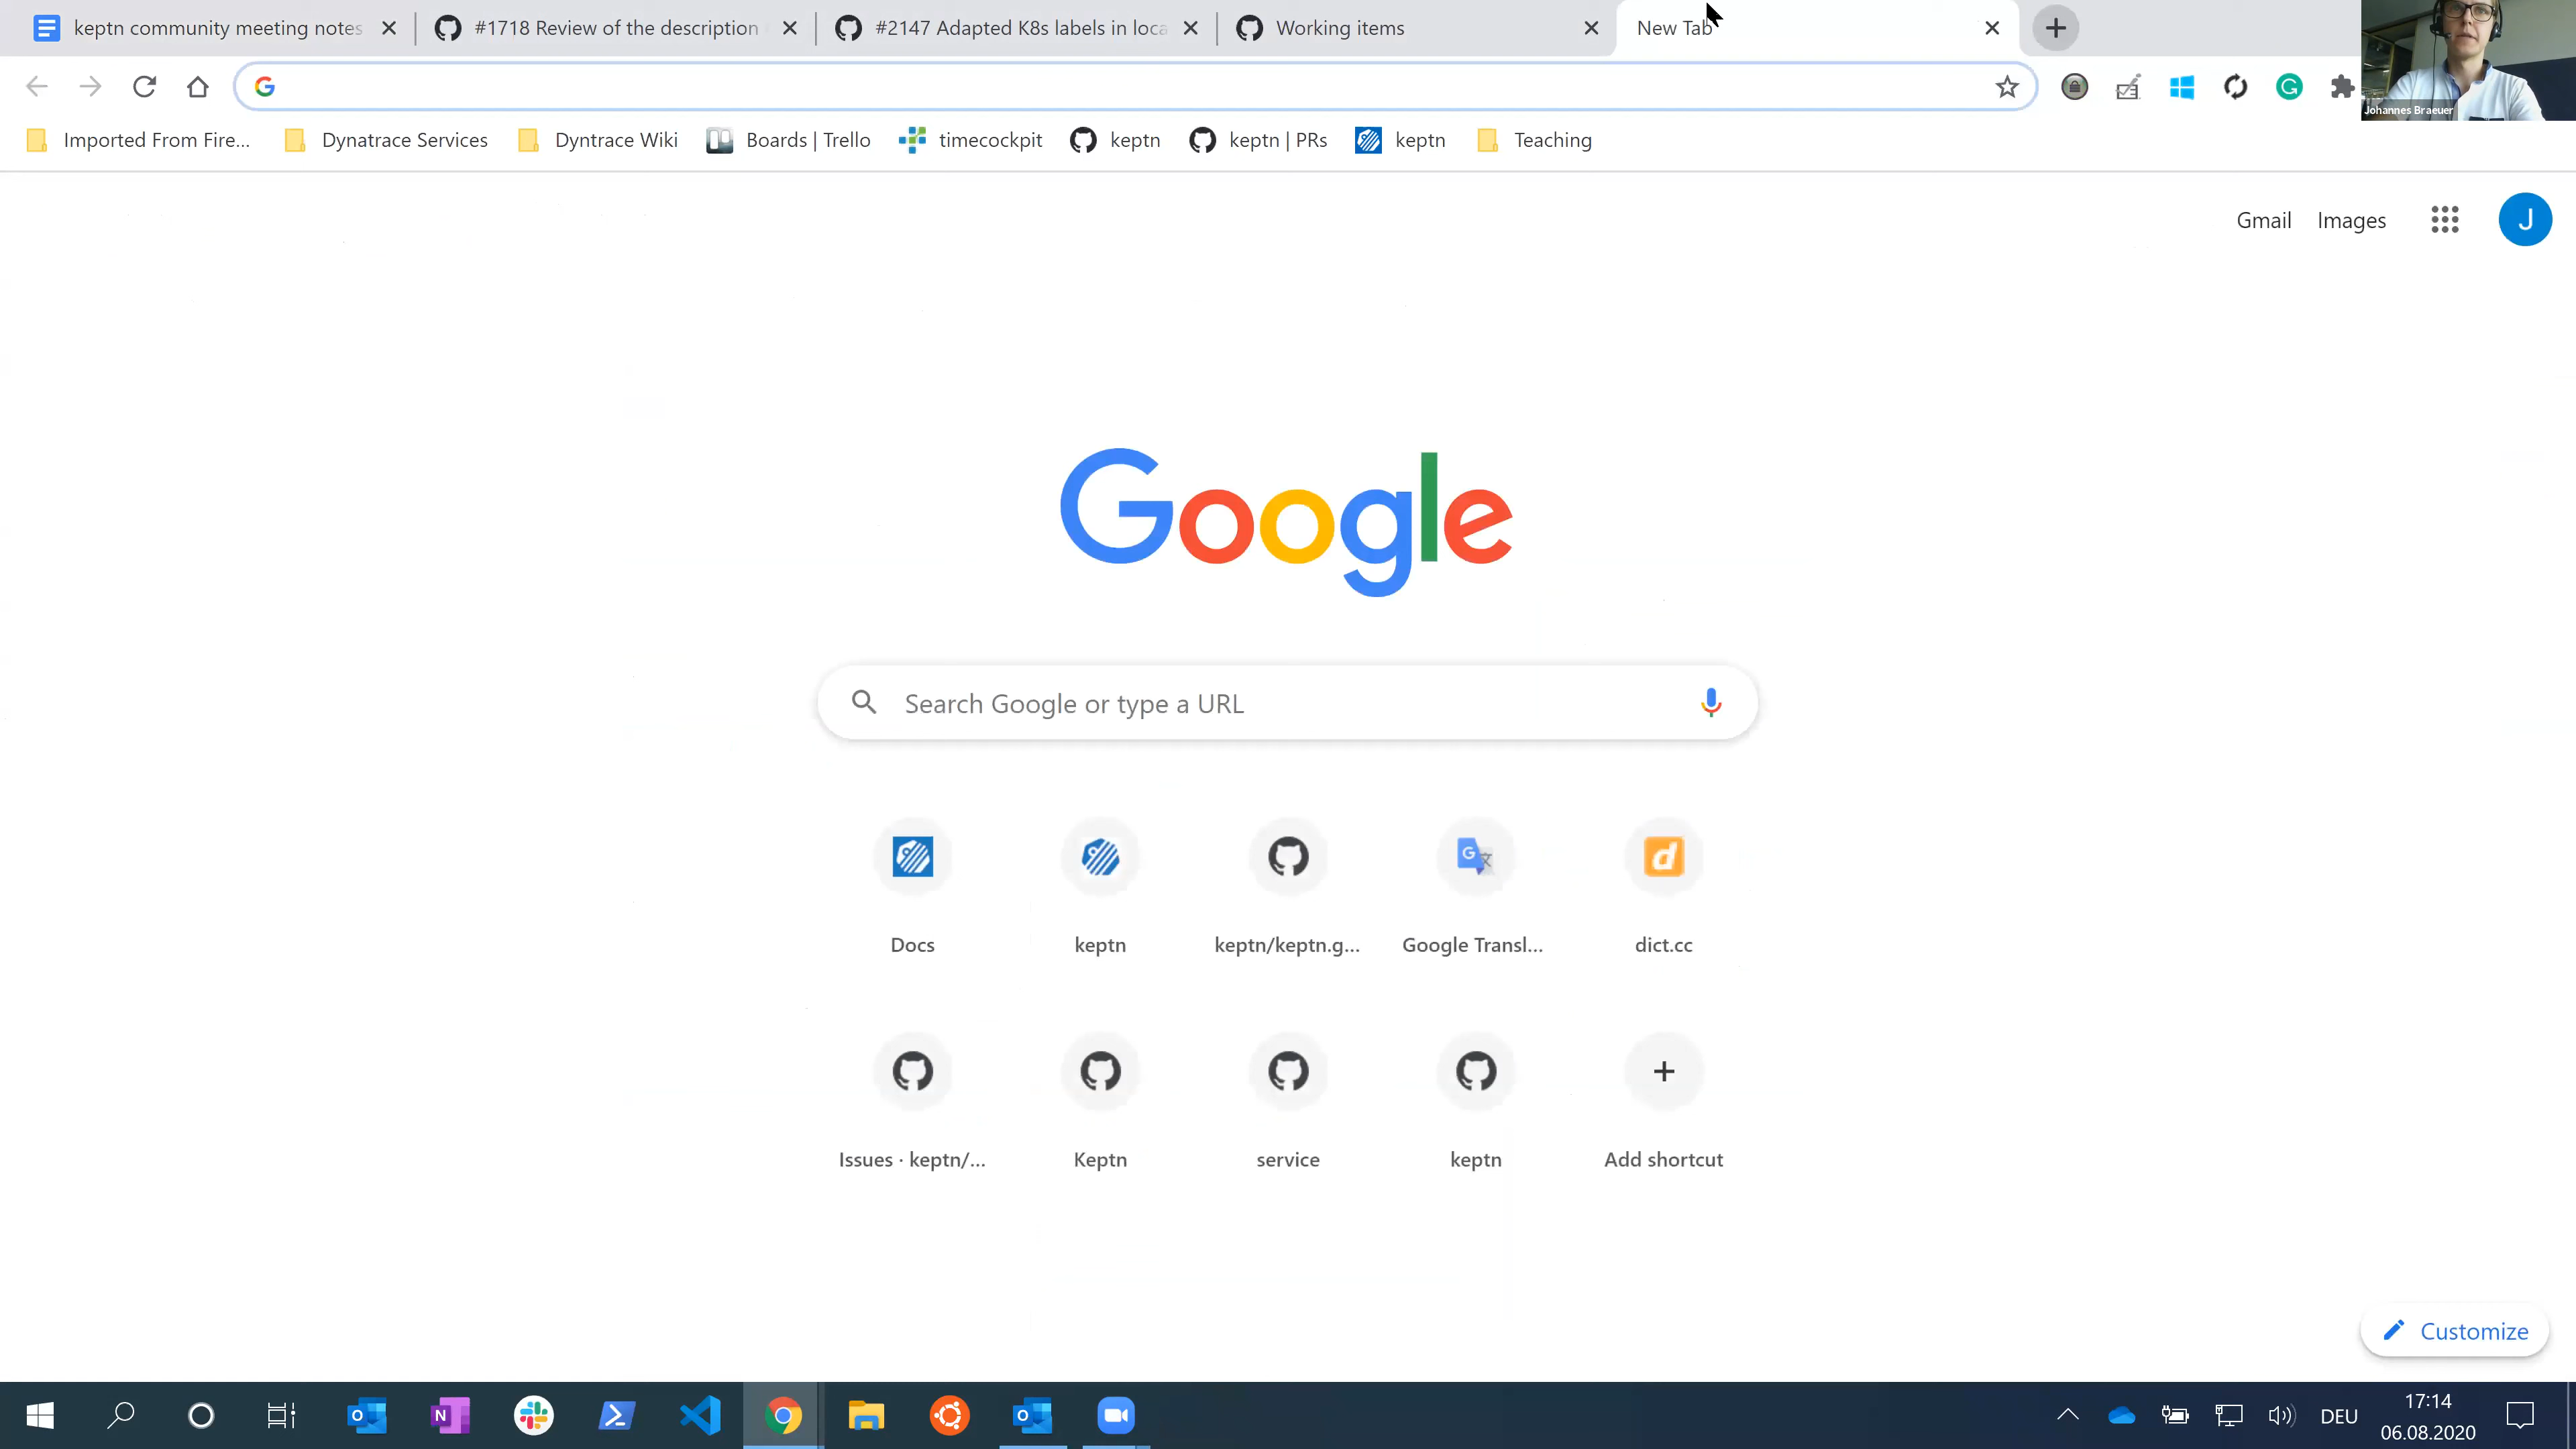 keptn community meeting notes
#1718 Review of the description
#2147 Adapted K8s labels in loca
Working items
New Tab
Johannes Braeuer
Imported From Fire...
Dynatrace Services
Dyntrace Wiki
Boards | Trello
timecockpit
keptn
keptn | PRs
keptn
Teaching
Gmail
Images
J
Google
Search Google or type a URL
Docs
keptn
keptn/keptn.g...
Google Transl...
dict.cc
Issues · keptn/...
Keptn
service
keptn
Add shortcut
Customize
DEU
17:14
06.08.2020